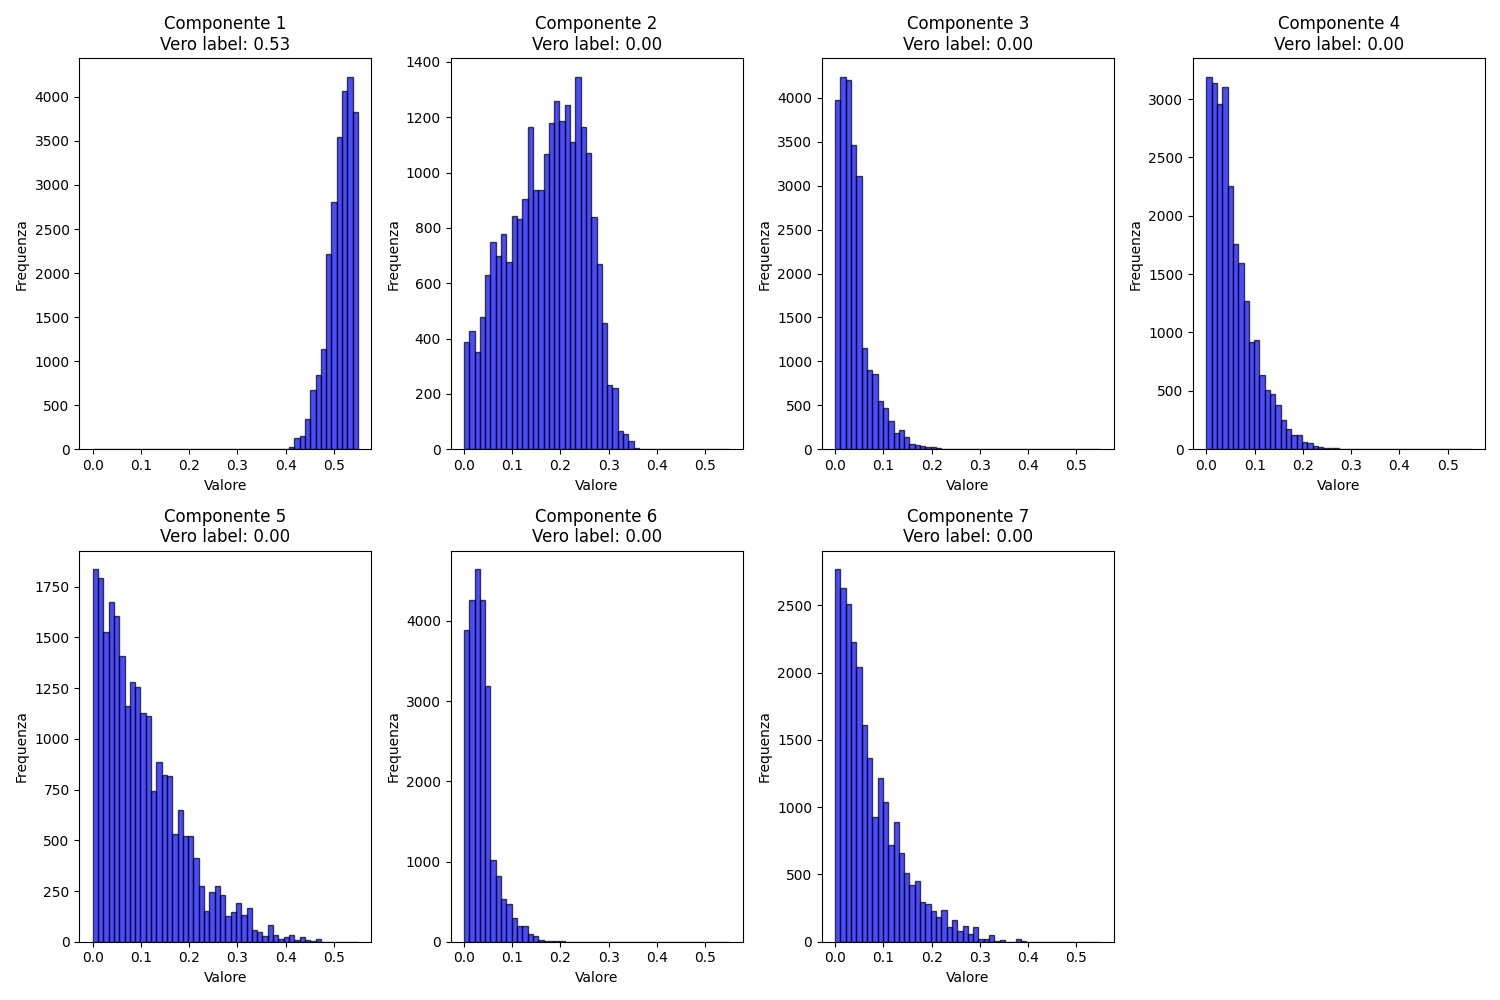 Componente 1
Vero label: 0.53
Frequenza
4000
3500
3000
2500
2000
1500
1000
500
0
0.0 0.1 0.2 0.3 0.4 0.5
Valore
Componente 2
Vero label: 0.00
Frequenza
1400
1200
1000
800
600
400
200
0
0.0 0.1 0.2 0.3 0.4 0.5
Valore
Componente 3
Vero label: 0.00
Frequenza
4000
3500
3000
2500
2000
1500
1000
500
0
0.0 0.1 0.2 0.3 0.4 0.5
Valore
Componente 4
Vero label: 0.00
Frequenza
3000
2500
2000
1500
1000
500
0
0.0 0.1 0.2 0.3 0.4 0.5
Valore
Componente 5
Vero label: 0.00
Frequenza
1750
1500
1250
1000
750
500
250
0
0.0 0.1 0.2 0.3 0.4 0.5
Valore
Componente 6
Vero label: 0.00
Frequenza
4000
3000
2000
1000
0
0.0 0.1 0.2 0.3 0.4 0.5
Valore
Componente 7
Vero label: 0.00
Frequenza
2500
2000
1500
1000
500
0
0.0 0.1 0.2 0.3 0.4 0.5
Valore